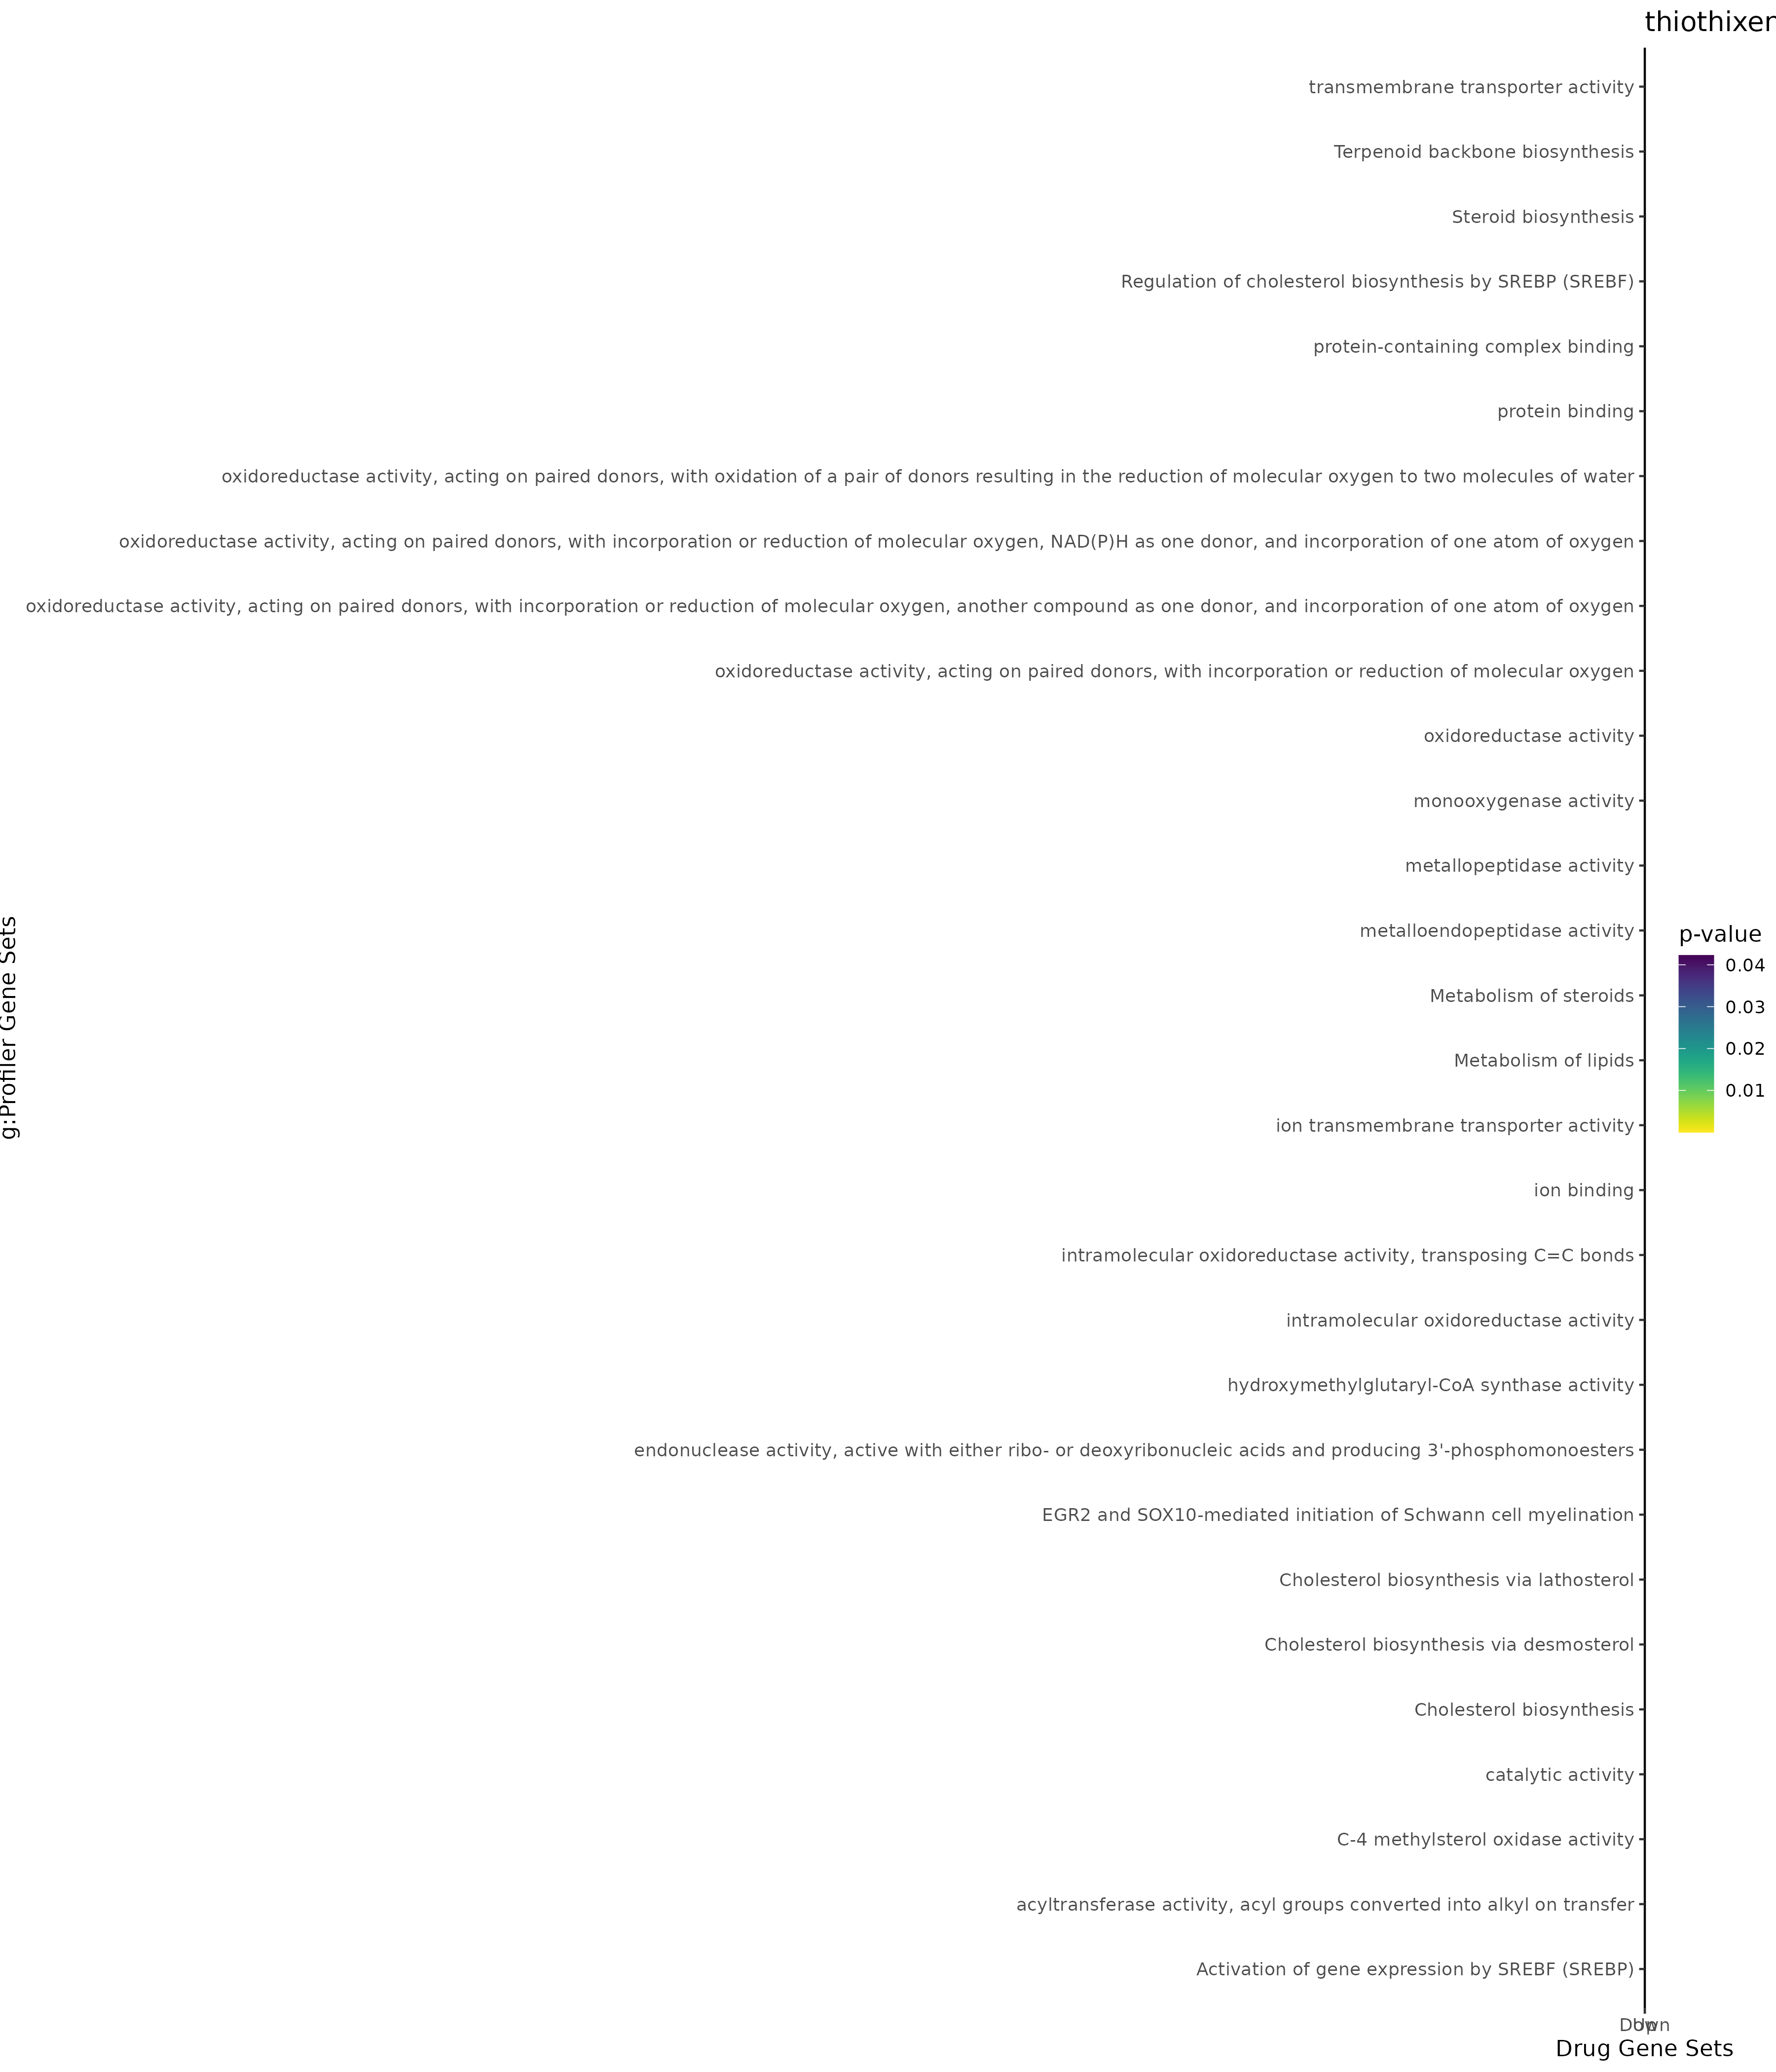 thiothixer
transmembrane transporter activity
Terpenoid backbone biosynthesis
Steroid biosynthesis
Regulation of cholesterol biosynthesis by SREBP (SREBF)
protein-containing complex binding
protein binding
oxidoreductase activity, acting on paired donors, with oxidation of a pair of donors resulting in the reduction of molecular oxygen to two molecules of water
oxidoreductase activity, acting on paired donors, with incorporation or reduction of molecular oxygen, NAD(P)H as one donor, and incorporation of one atom of oxygen
oxidoreductase activity, acting on paired donors, with incorporation or reduction of molecular oxygen, another compound as one donor, and incorporation of one atom of oxygen
oxidoreductase activity, acting on paired donors, with incorporation or reduction of molecular oxygen
oxidoreductase activity
monooxygenase activity
metallopeptidase activity
metalloendopeptidase activity
Metabolism of steroids
Metabolism of lipids
ion transmembrane transporter activity
ion binding
intramolecular oxidoreductase activity, transposing C=C bonds
intramolecular oxidoreductase activity
hydroxymethylglutaryl-CoA synthase activity
endonuclease activity, active with either ribo- or deoxyribonucleic acids and producing 3'-phosphomonoesters
EGR2 and SOX10-mediated initiation of Schwann cell myelination
Cholesterol biosynthesis via lathosterol
Cholesterol biosynthesis via desmosterol
Cholesterol biosynthesis
catalytic activity
C-4 methylsterol oxidase activity
acyltransferase activity, acyl groups converted into alkyl on transfer
Activation of gene expression by SREBF (SREBP)
g:Profiler Gene Sets
Down
Up
Drug Gene Sets
p-value
0.04
0.03
0.02
0.01